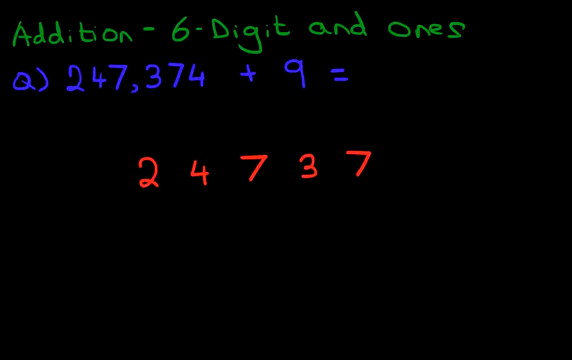 Addition - 6-Digit and ones
Q) 247,374 + 9 =
2 4 7 3 7